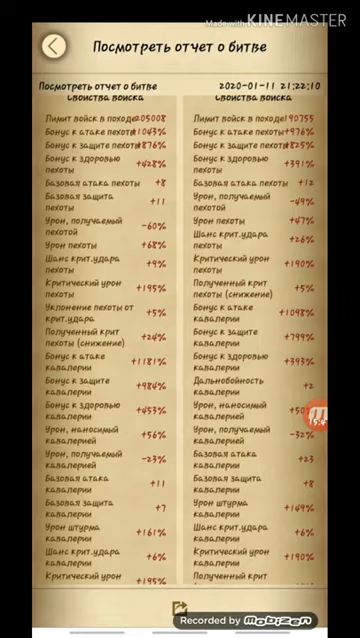 Made with KINEMASTER
Посмотреть отчет о битве
Посмотреть отчет о битве 2020-01-11 21:22:10
Свойства войска
Лимит войск в походе 205008
Бонус к атаке пехоты +1043%
Бонус к защите пехоты +876%
Бонус к здоровью
пехоты +428%
Базовая атака пехоты +8
Базовая защита
пехоты +11
Урон, получаемый
пехотой -60%
Урон пехоты +68%
Шанс крит.удара
пехоты +9%
Критический урон
пехоты +195%
Уклонение пехоты от
крит.удара +5%
Полученный крит
пехоты (снижение) +24%
Бонус к атаке
кавалерии +1181%
Бонус к защите
кавалерии +984%
Бонус к здоровью
кавалерии +453%
Урон, наносимый
кавалерией +56%
Урон, получаемый
кавалерией -23%
Базовая атака
кавалерии +11
Базовая защита
кавалерии +7
Урон штурма
кавалерии +161%
Шанс крит.удара
кавалерии +6%
Критический урон +195%
Свойства войска
Лимит войск в походе 190755
Бонус к атаке пехоты +976%
Бонус к защите пехоты +825%
Бонус к здоровью
пехоты +391%
Базовая атака пехоты +12
Урон, получаемый
пехотой -49%
Урон пехоты +47%
Шанс крит.удара
пехоты +26%
Критический урон
пехоты +190%
Полученный крит
пехоты (снижение) +5%
Бонус к атаке
кавалерии +1098%
Бонус к защите
кавалерии +799%
Бонус к здоровью
кавалерии +393%
Дальнобойность
кавалерии +2
Урон, наносимый
кавалерией
Урон, получаемый
кавалерией -32%
Базовая атака
кавалерии +23
Базовая защита
кавалерии +8
Урон штурма
кавалерии +149%
Шанс крит.удара
кавалерии +6%
Критический урон
кавалерии +190%
Полученный крит
Recorded by Mobizen